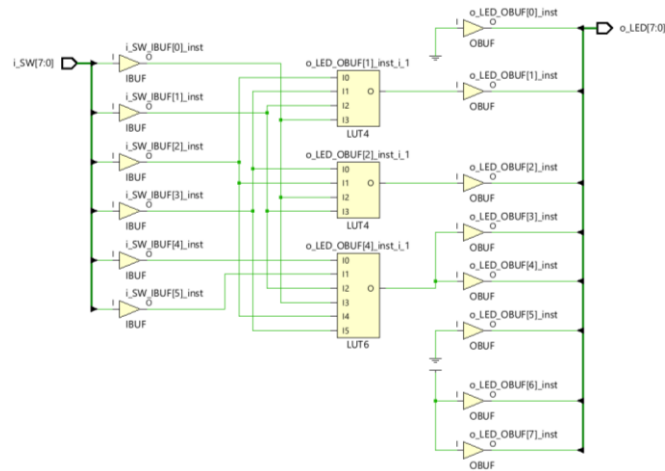 i_SW[7:0]
i_SW_IBUF[0]_inst
I
O
IBUF
i_SW_IBUF[1]_inst
I
O
IBUF
i_SW_IBUF[2]_inst
I
O
IBUF
i_SW_IBUF[3]_inst
I
O
IBUF
i_SW_IBUF[4]_inst
I
O
IBUF
i_SW_IBUF[5]_inst
I
O
IBUF
o_LED_OBUF[1]_inst_i_1
I0
I1
I2
I3
O
LUT4
o_LED_OBUF[2]_inst_i_1
I0
I1
I2
I3
O
LUT4
o_LED_OBUF[4]_inst_i_1
I0
I1
I2
I3
I4
I5
O
LUT6
o_LED_OBUF[0]_inst
I
O
OBUF
o_LED_OBUF[1]_inst
I
O
OBUF
o_LED_OBUF[2]_inst
I
O
OBUF
o_LED_OBUF[3]_inst
I
O
OBUF
o_LED_OBUF[4]_inst
I
O
OBUF
o_LED_OBUF[5]_inst
I
O
OBUF
o_LED_OBUF[6]_inst
I
O
OBUF
o_LED_OBUF[7]_inst
I
O
OBUF
o_LED[7:0]